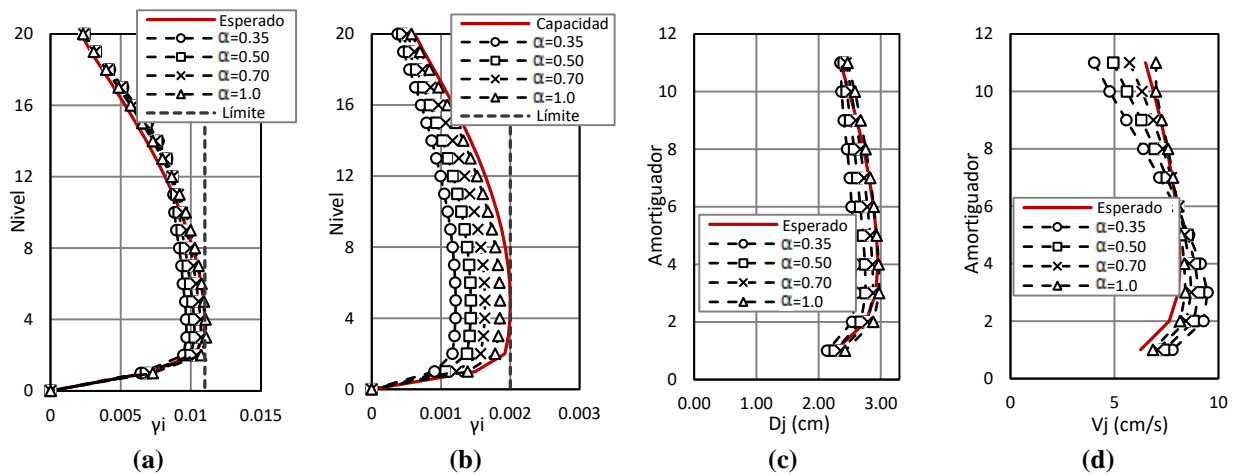 20
16
12
8
4
0
Nivel
0
0.005
0.01
0.015
γi
Esperado
α=0.35
α=0.50
α=0.70
α=1.0
Límite
(a)
20
16
12
8
4
0
Nivel
0
0.001
0.002
0.003
γi
Capacidad
α=0.35
α=0.50
α=0.70
α=1.0
Límite
(b)
12
10
8
6
4
2
0
Amortiguador
0.00
1.00
2.00
3.00
Dj (cm)
Esperado
α=0.35
α=0.50
α=0.70
α=1.0
(c)
12
10
8
6
4
2
0
Amortiguador
0
5
10
Vj (cm/s)
Esperado
α=0.35
α=0.50
α=0.70
α=1.0
(d)